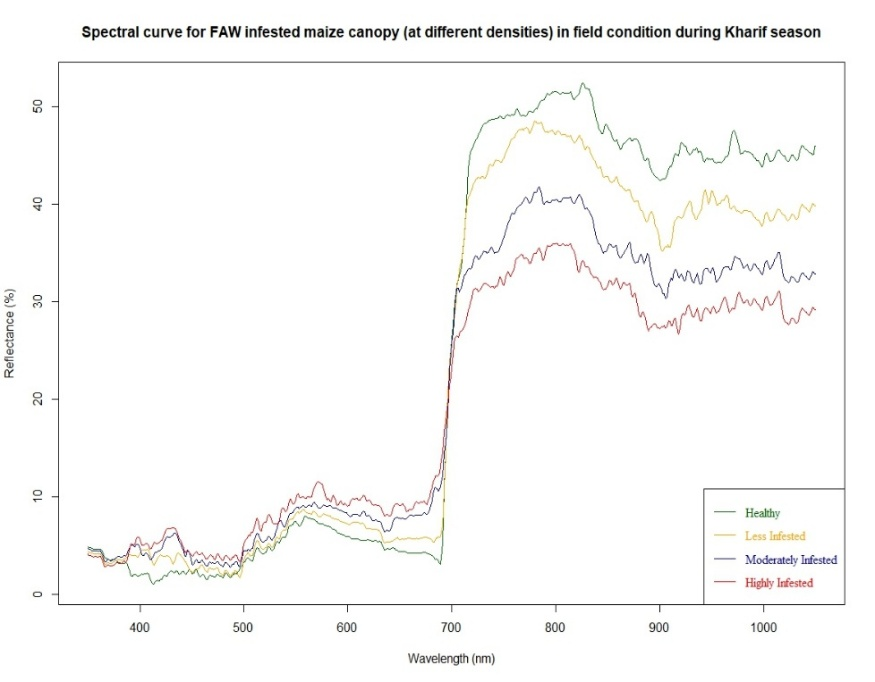 Spectral curve for FAW infested maize canopy (at different densities) in field condition during Kharif season
Reflectance (%)
50
40
30
20
10
0
Healthy
Less Infested
Moderately Infested
Highly Infested
400 500 600 700 800 900 1000
Wavelength (nm)